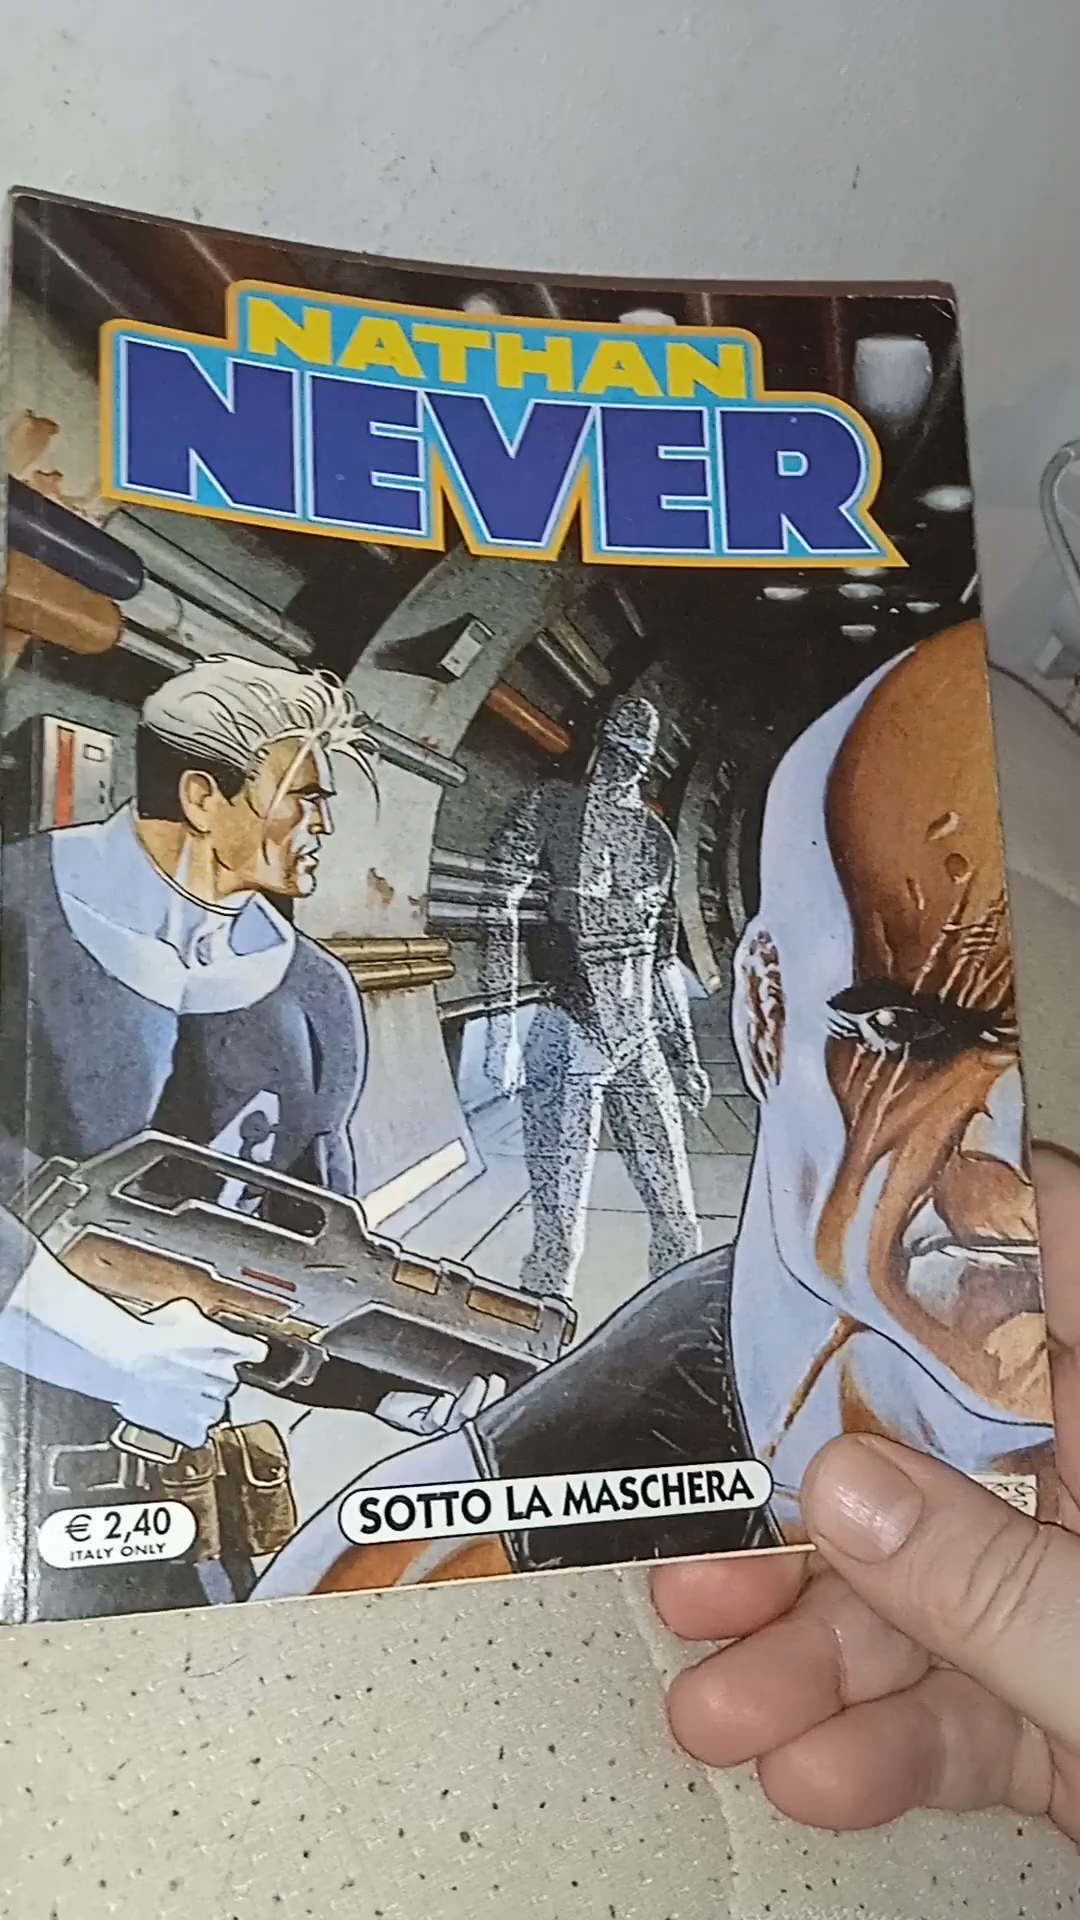 NATHAN
NEVER
SOTTO LA MASCHERA
€ 2,40
ITALY ONLY